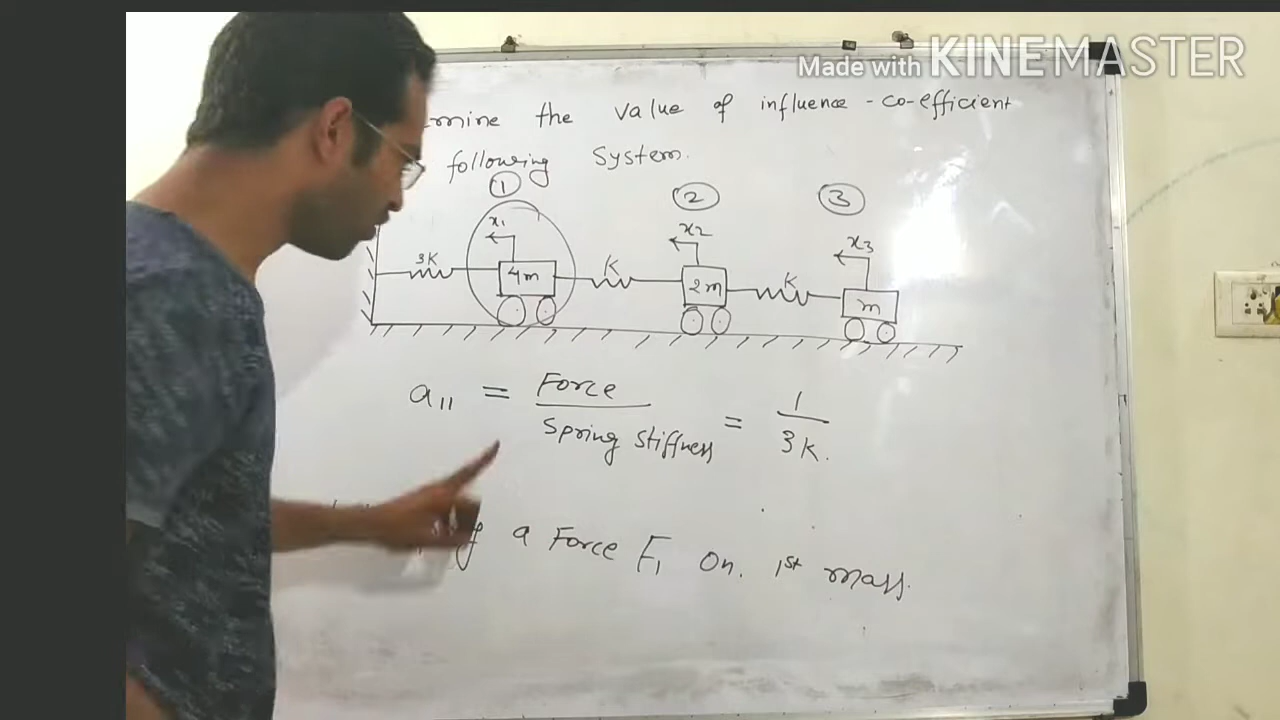 Made with KINEMASTER
the value of influence - co-efficient
following system.
① ② ③
x₁ x₂ x₃
3K 4m K 2m K m
a₁₁ = Force / Spring stiffness = 1 / 3K.
a Force F₁ on. 1st mass.